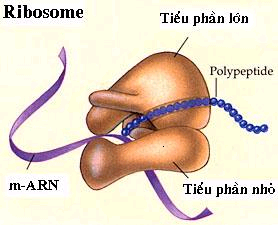 Ribosome
Tiểu phần lớn
Polypeptide
m-ARN
Tiểu phần nhỏ